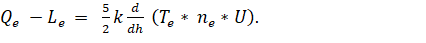 Qₑ − Lₑ = 5/2 k d/dh (Tₑ * nₑ * U).